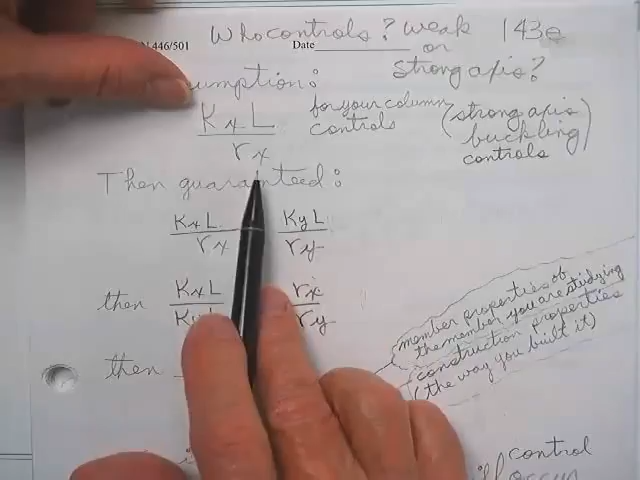 Who controls? weak 143e
N 446/501 Date or
strong axis?
umption:
KxL for your column (strong axis
rx controls buckling
controls)
Then guaranteed:
KxL KyL
rx ry
then KxL rx
ry
member properties of
the member you are studying
construction properties
(the way you built it)
then
control
occur